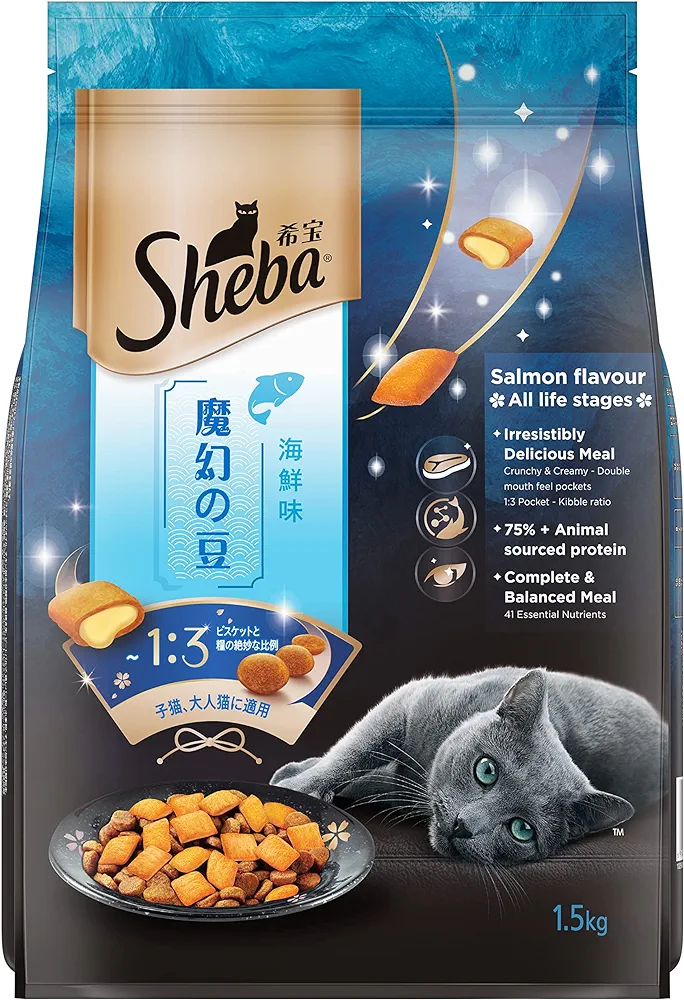 希宝
Sheba®
魔幻の豆
海鮮味
Salmon flavour
All life stages
Irresistibly
Delicious Meal
Crunchy & Creamy - Double
mouth feel pockets
1:3 Pocket - Kibble ratio
75% + Animal
sourced protein
Complete &
Balanced Meal
41 Essential Nutrients
~1:3
ビスケットと
糧の絶妙な比例
子猫、大人猫に適用
TM
1.5kg